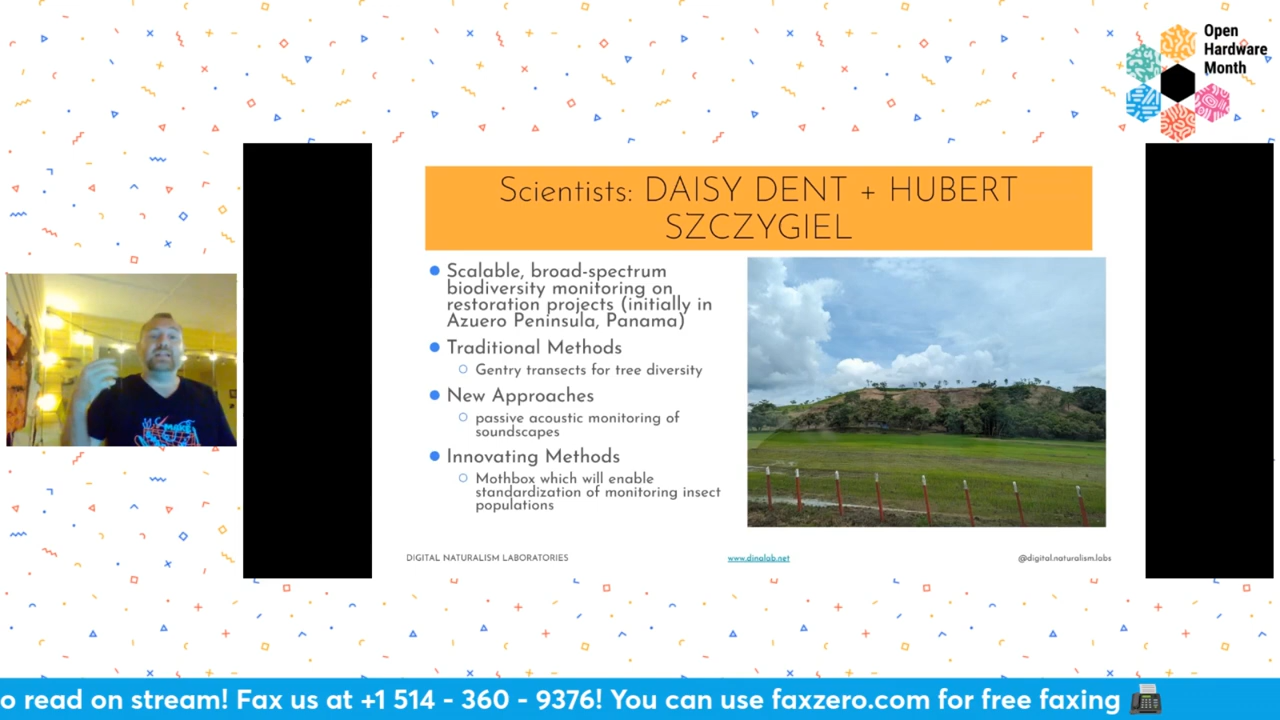 Open
Hardware
Month
Scientists: DAISY DENT + HUBERT
SZCZYGIEL
Scalable, broad-spectrum
biodiversity monitoring on
restoration projects (initially in
Azuero Peninsula, Panama)
Traditional Methods
Gentry transects for tree diversity
New Approaches
passive acoustic monitoring of
soundscapes
Innovating Methods
Mothbox which will enable
standardization of monitoring insect
populations
DIGITAL NATURALISM LABORATORIES
www.dinalab.net
@digital.naturalism.labs
o read on stream! Fax us at +1 514 - 360 - 9376! You can use faxzero.com for free faxing